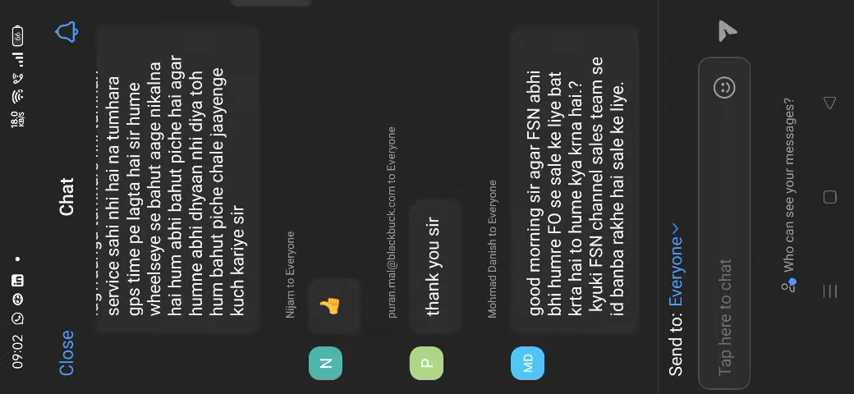 09:02
18.0
KB/S
66
Close
Chat
service sahi nhi hai na tumhara
gps time pe lagta hai sir hume
wheelseye se bahut aage nikalna
hai hum abhi bahut piche hai agar
humne abhi dhyaan nhi diya toh
hum bahut piche chale jaayenge
kuch kariye sir
Nijam to Everyone
N
👍
puran.mal@blackbuck.com to Everyone
P
thank you sir
Mohmad Danish to Everyone
MD
good morning sir agar FSN abhi
bhi humre FO se sale ke liye bat
krta hai to hume kya krna hai.?
kyuki FSN channel sales team se
id banba rakhe hai sale ke liye.
Send to: Everyone
Tap here to chat
Who can see your messages?